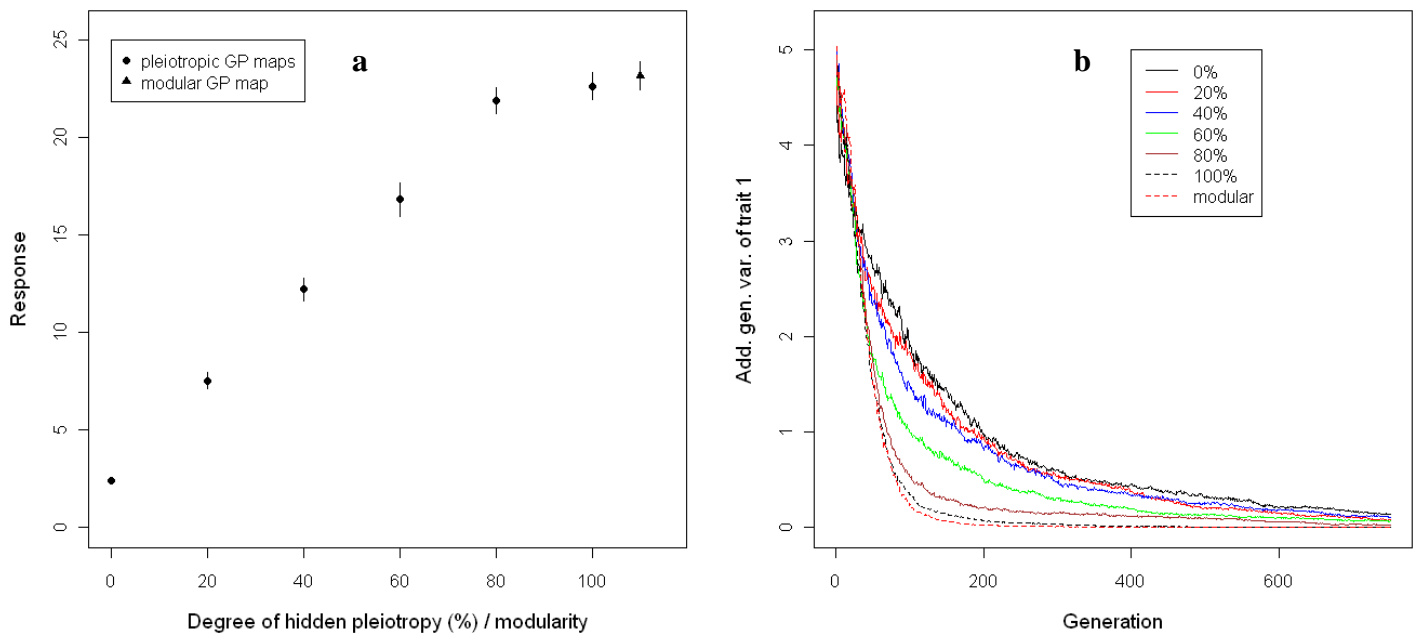 a
pleiotropic GP maps
modular GP map
25
20
15
10
5
0
Response
0 20 40 60 80 100
Degree of hidden pleiotropy (%) / modularity
b
0%
20%
40%
60%
80%
100%
modular
5
4
3
2
1
0
Add. gen. var. of trait 1
0 200 400 600
Generation